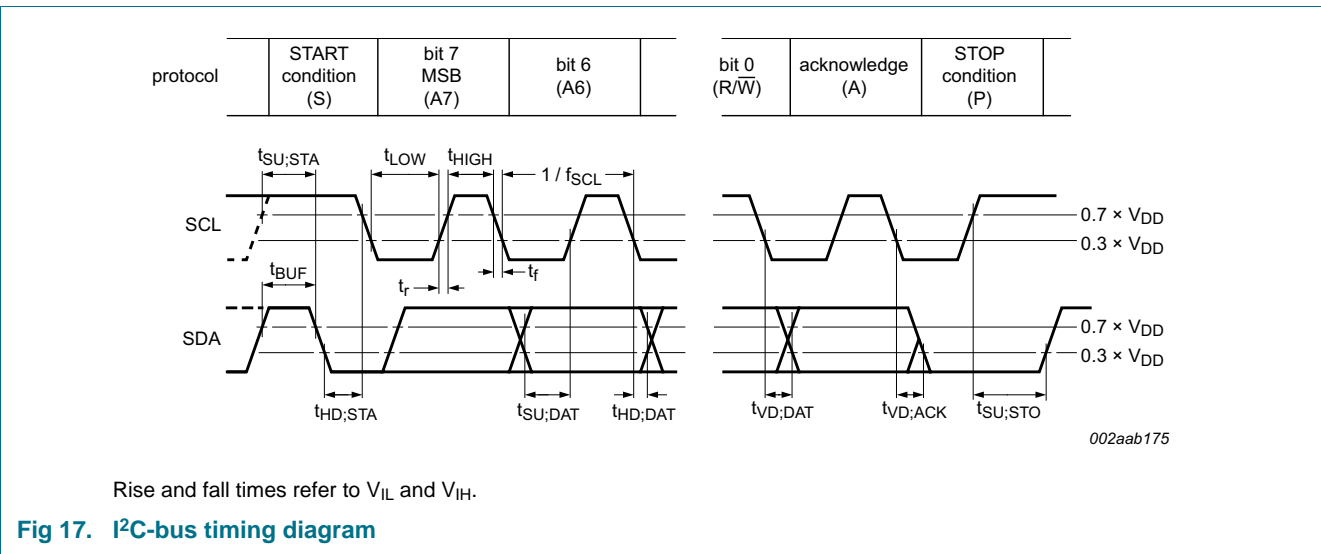 protocol
START
condition
(S)
bit 7
MSB
(A7)
bit 6
(A6)
bit 0
(R/W̅)
acknowledge
(A)
STOP
condition
(P)
tSU;STA
tLOW
tHIGH
1 / fSCL
SCL
0.7 × VDD
0.3 × VDD
tBUF
tr
tf
SDA
0.7 × VDD
0.3 × VDD
tHD;STA
tSU;DAT
tHD;DAT
tVD;DAT
tVD;ACK
tSU;STO
002aab175
Rise and fall times refer to VIL and VIH.
Fig 17. I²C-bus timing diagram